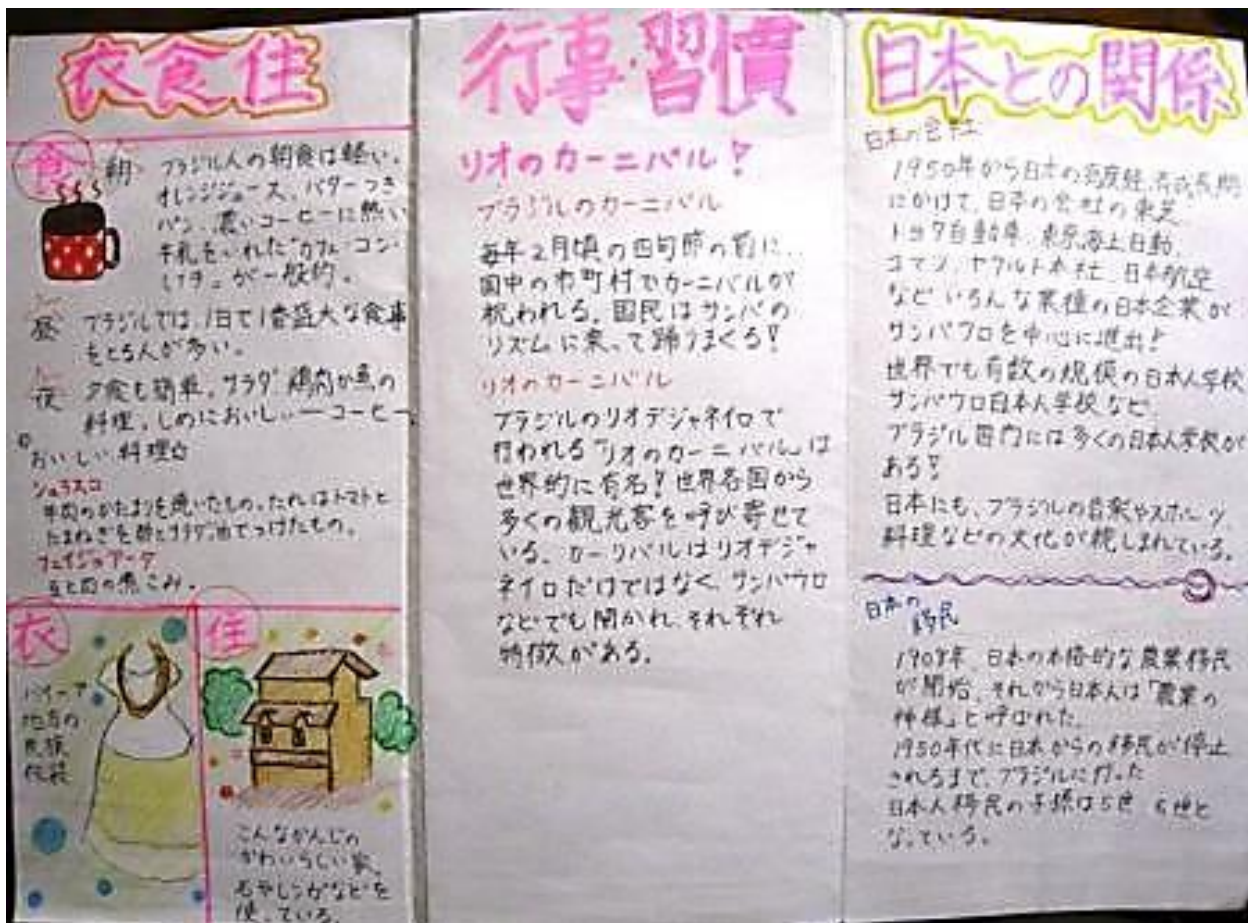 衣食住
食
朝 ブラジル人の朝食は軽い。
オレンジジュース、バターつき
パン、濃いコーヒーに熱い
牛乳をいれた"カフェ・コン・
レイテ"が一般的。
昼 ブラジルでは、1日で1番盛大な食事
をとる人が多い。
夜 夕食も簡単。サラダ 鶏肉か魚の
料理。しめにおいしいーコーヒー。
おいしい料理☆
シュラスコ
牛肉のかたまりを焼いたもの。たれはトマトと
たまねぎを酢とサラダ油でつけたもの。
フェイジョアーダ
豆と肉の煮こみ。
衣
バイーア
地方の
民族
衣装
住
こんなかんじの
かわいらしい家。
石やレンガなどを
使っている。
行事・習慣
リオのカーニバル!
ブラジルのカーニバル
毎年2月頃の四旬節の前に、
国中の市町村でカーニバルが
祝われる。国民はサンバの
リズムに乗って踊りまくる!
リオのカーニバル
ブラジルのリオデジャネイロで
行われる「リオのカーニバル」は
世界的に有名!世界各国から
多くの観光客を呼び寄せて
いる。カーニバルはリオデジャ
ネイロだけではなく、サンパウロ
などでも開かれ、それぞれ
特徴がある。
日本との関係
日本の会社
1950年から日本の高度経済成長期
にかけて、日本の会社の東芝
トヨタ自動車、東京海上日動、
コマツ、ヤクルト本社、日本航空
など いろんな業種の日本企業が
サンパウロを中心に進出!
世界でも有数の規模の日本人学校
サンパウロ日本人学校など
ブラジル国内には多くの日本人学校が
ある!
日本にも、ブラジルの音楽やスポーツ
料理などの文化が親しまれている。
日本の
移民
1908年、日本の本格的な農業移民
が開始。それから日本人は「農業の
神様」と呼ばれた。
1950年代に日本からの移民が停止
されるまで、ブラジルに行った
日本人移民の子孫は5世 6世と
なっている。